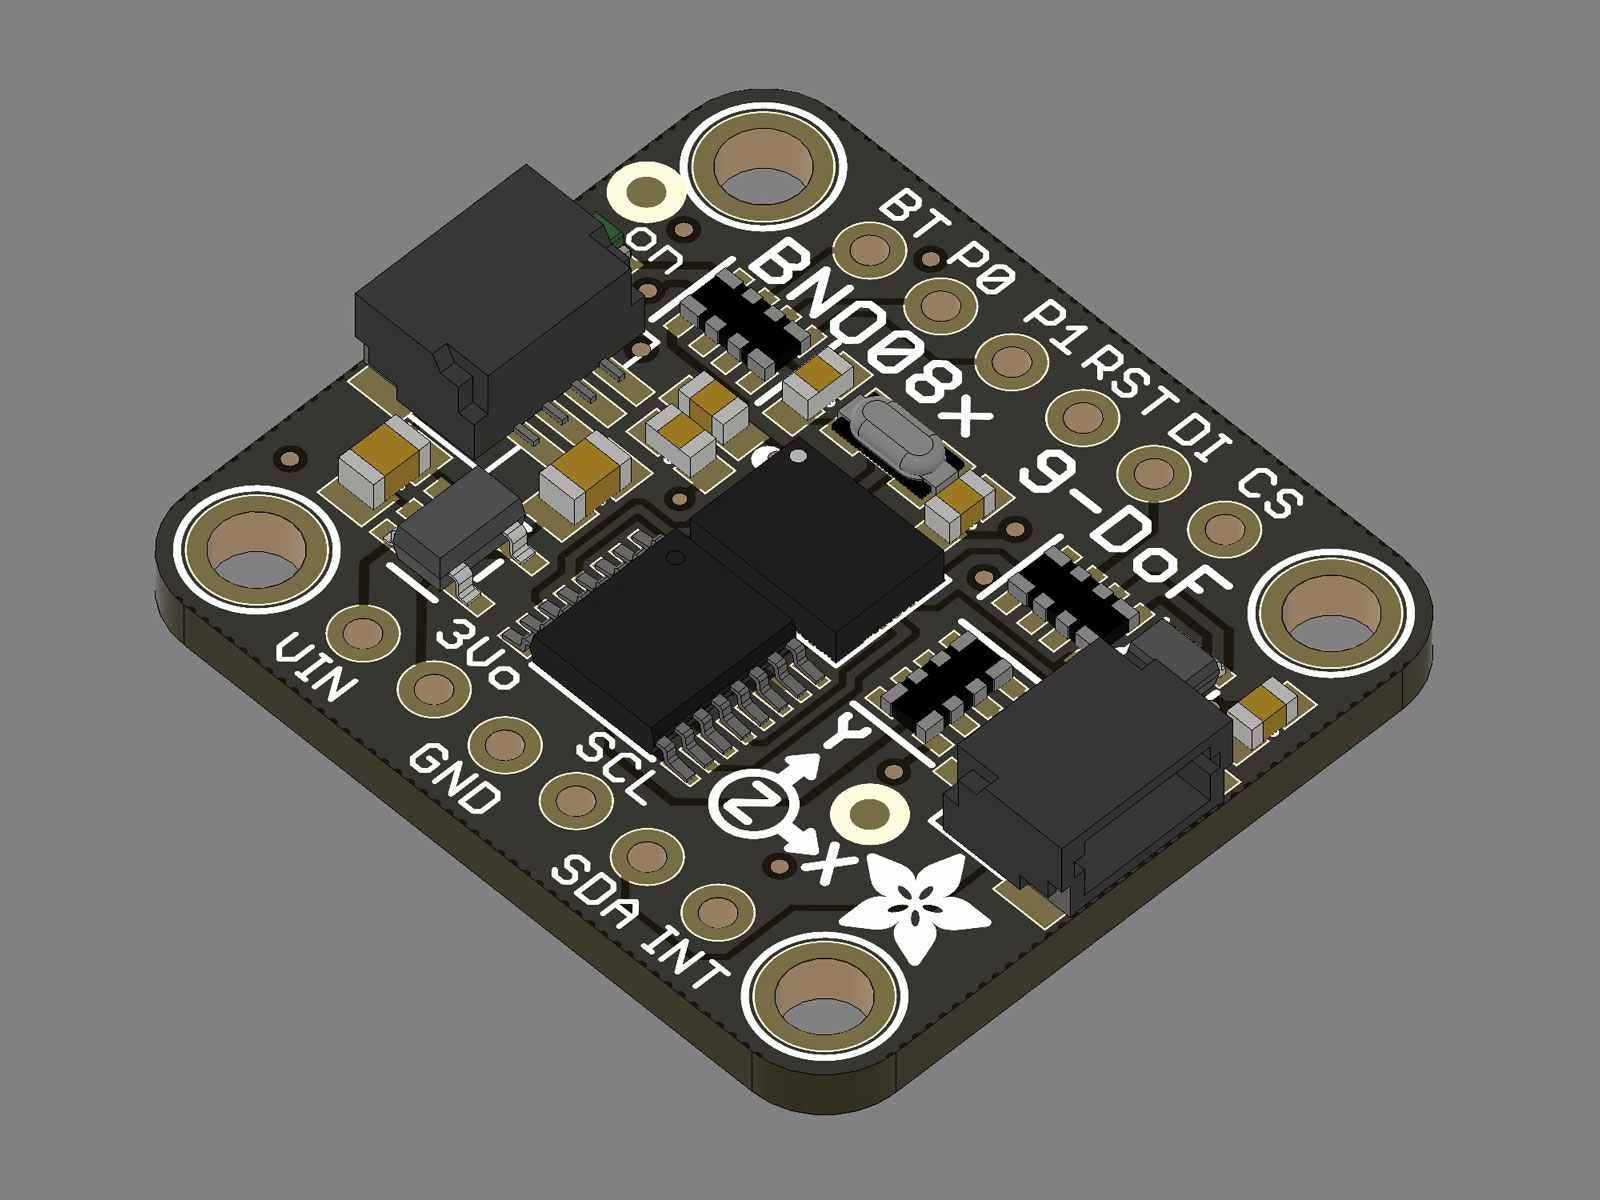 on
BNO08x
9-DoF
BT
P0
P1
RST
DI
CS
VIN
3Vo
GND
SCL
SDA
INT
Y
Z
X